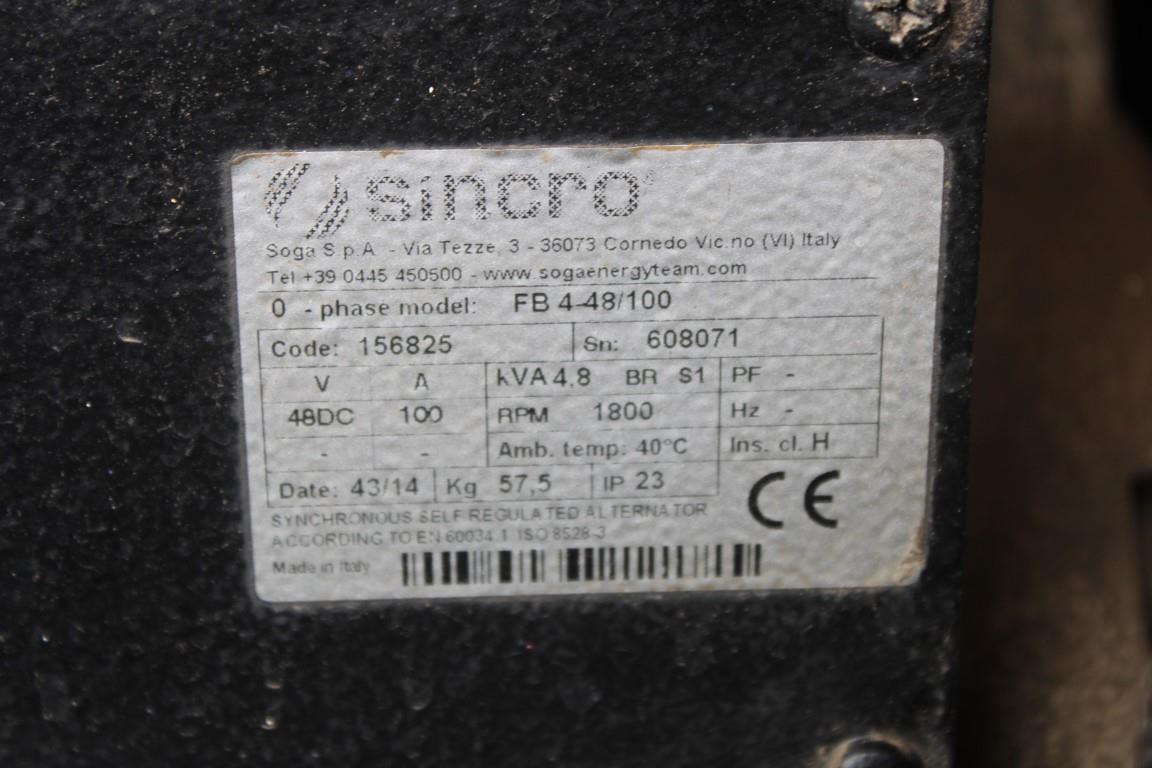 sincro
Soga S.p.A. - Via Tezze, 3 - 36073 Cornedo Vic.no (VI) Italy
Tel +39 0445 450500 - www.sogaenergyteam.com
0 - phase model: FB 4-48/100
Code: 156825 Sn: 608071
V A kVA 4,8 BR S1 PF -
48DC 100 RPM 1800 Hz -
- - Amb. temp: 40°C Ins. cl. H
Date: 43/14 Kg 57,5 IP 23
CE
SYNCHRONOUS SELF REGULATED ALTERNATOR
ACCORDING TO EN 60034-1 ISO 8528-3
Made in Italy